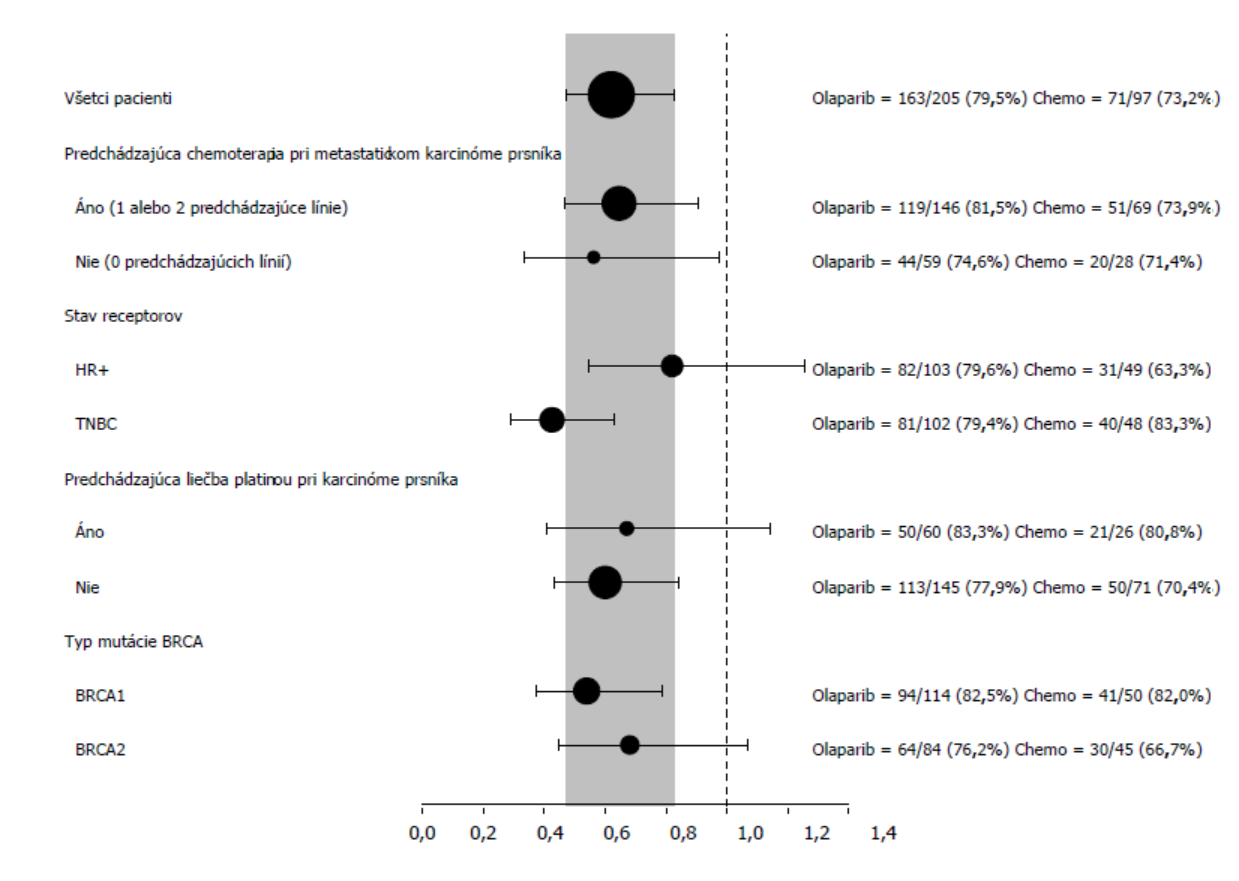 Všetci pacienti Olaparib = 163/205 (79,5%) Chemo = 71/97 (73,2%)
Predchádzajúca chemoterapia pri metastatickom karcinóme prsníka
Áno (1 alebo 2 predchádzajúce línie) Olaparib = 119/146 (81,5%) Chemo = 51/69 (73,9%)
Nie (0 predchádzajúcich línií) Olaparib = 44/59 (74,6%) Chemo = 20/28 (71,4%)
Stav receptorov
HR+ Olaparib = 82/103 (79,6%) Chemo = 31/49 (63,3%)
TNBC Olaparib = 81/102 (79,4%) Chemo = 40/48 (83,3%)
Predchádzajúca liečba platinou pri karcinóme prsníka
Áno Olaparib = 50/60 (83,3%) Chemo = 21/26 (80,8%)
Nie Olaparib = 113/145 (77,9%) Chemo = 50/71 (70,4%)
Typ mutácie BRCA
BRCA1 Olaparib = 94/114 (82,5%) Chemo = 41/50 (82,0%)
BRCA2 Olaparib = 64/84 (76,2%) Chemo = 30/45 (66,7%)
0,0 0,2 0,4 0,6 0,8 1,0 1,2 1,4